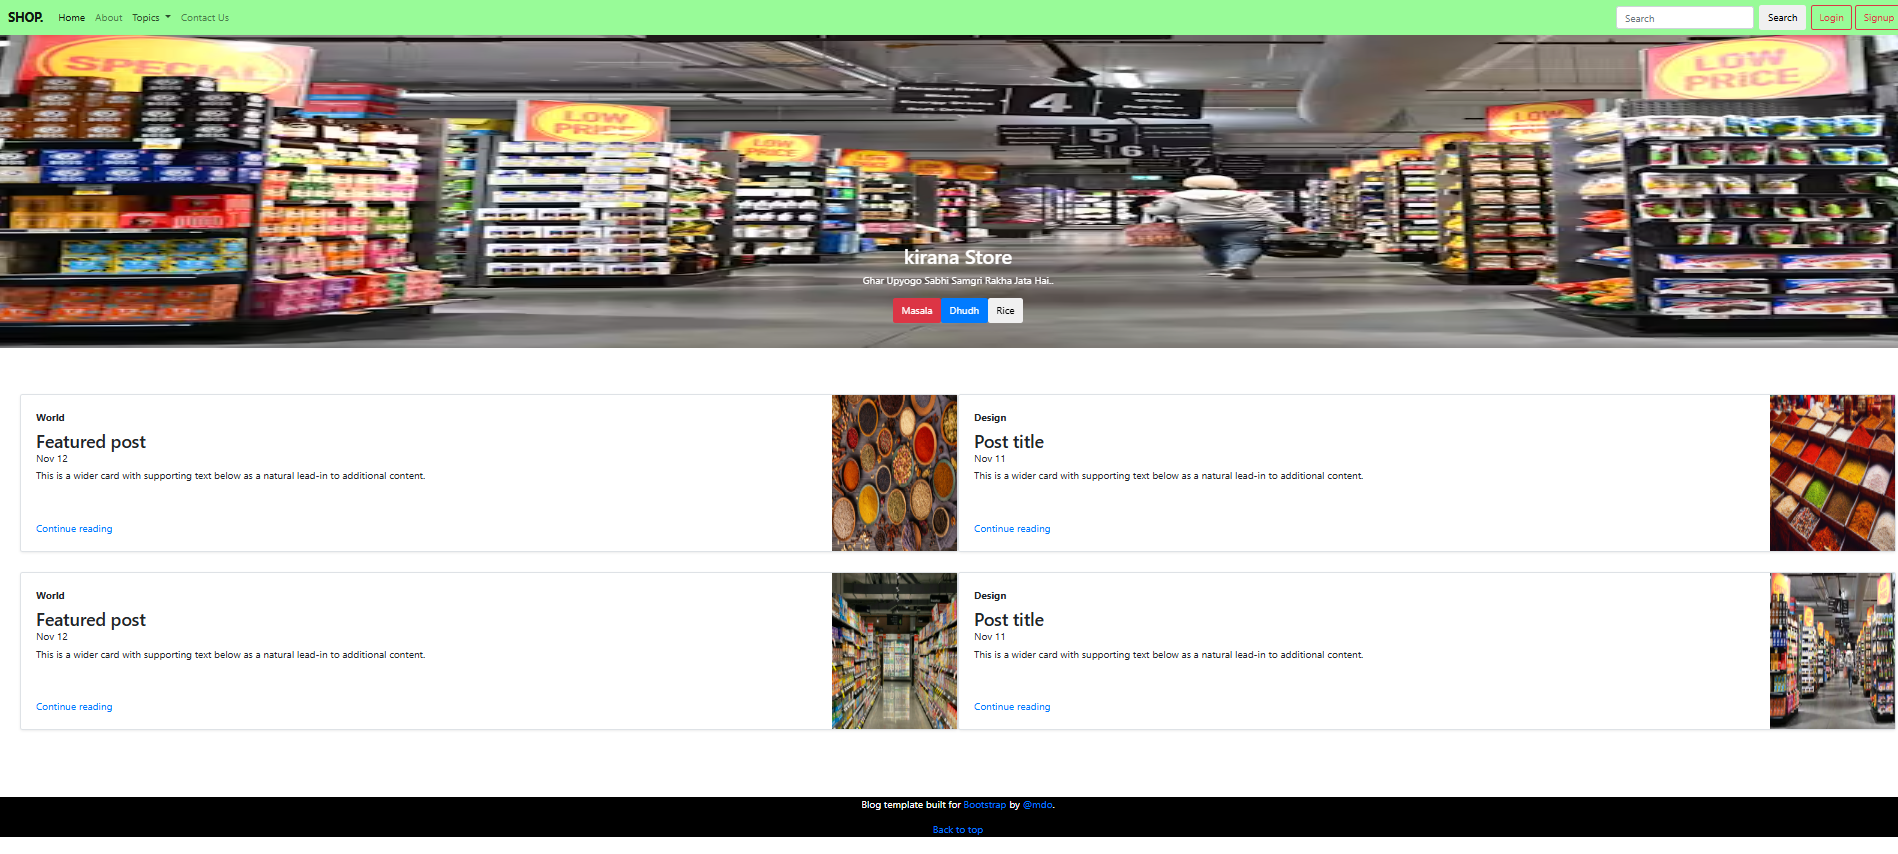 SHOP. Home About Topics Contact Us Search Search Login Signup
SPECIAL
LOW
PRICE
LOW
PRICE
LOW
PRICE
LOW
4
5
6
7
kirana Store
Ghar Upyogo Sabhi Samgri Rakha Jata Hai..
Masala Dhudh Rice
World
Featured post
Nov 12
This is a wider card with supporting text below as a natural lead-in to additional content.
Continue reading
Design
Post title
Nov 11
This is a wider card with supporting text below as a natural lead-in to additional content.
Continue reading
World
Featured post
Nov 12
This is a wider card with supporting text below as a natural lead-in to additional content.
Continue reading
Design
Post title
Nov 11
This is a wider card with supporting text below as a natural lead-in to additional content.
Continue reading
Blog template built for Bootstrap by @mdo.
Back to top